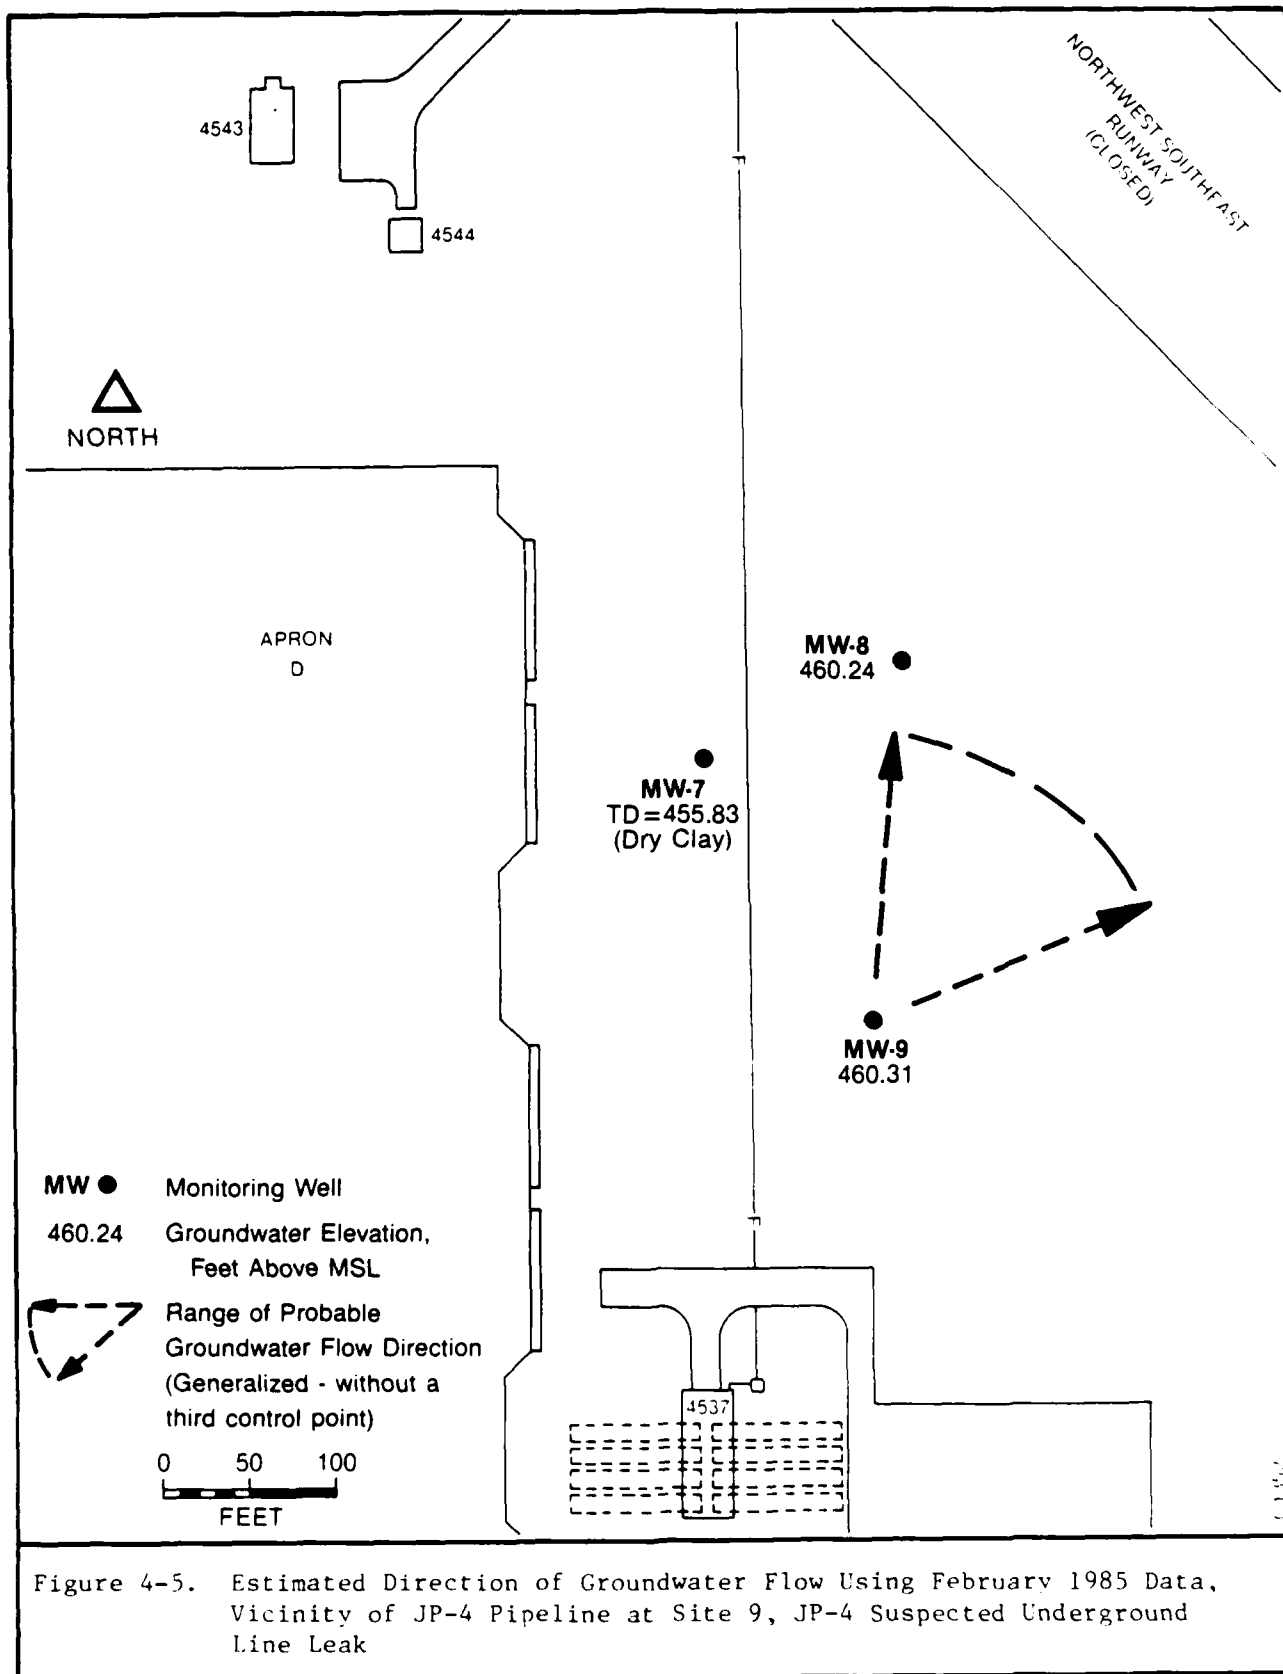 NORTHWEST SOUTHEAST
RUNWAY
(CLOSED)
4543
F
4544
NORTH
APRON
D
MW-8
460.24
MW-7
TD=455.83
(Dry Clay)
MW-9
460.31
MW
Monitoring Well
460.24
Groundwater Elevation,
Feet Above MSL
F
Range of Probable
Groundwater Flow Direction
(Generalized - without a
third control point)
4537
0 50 100
FEET
Figure 4-5. Estimated Direction of Groundwater Flow Using February 1985 Data,
Vicinity of JP-4 Pipeline at Site 9, JP-4 Suspected Underground
Line Leak